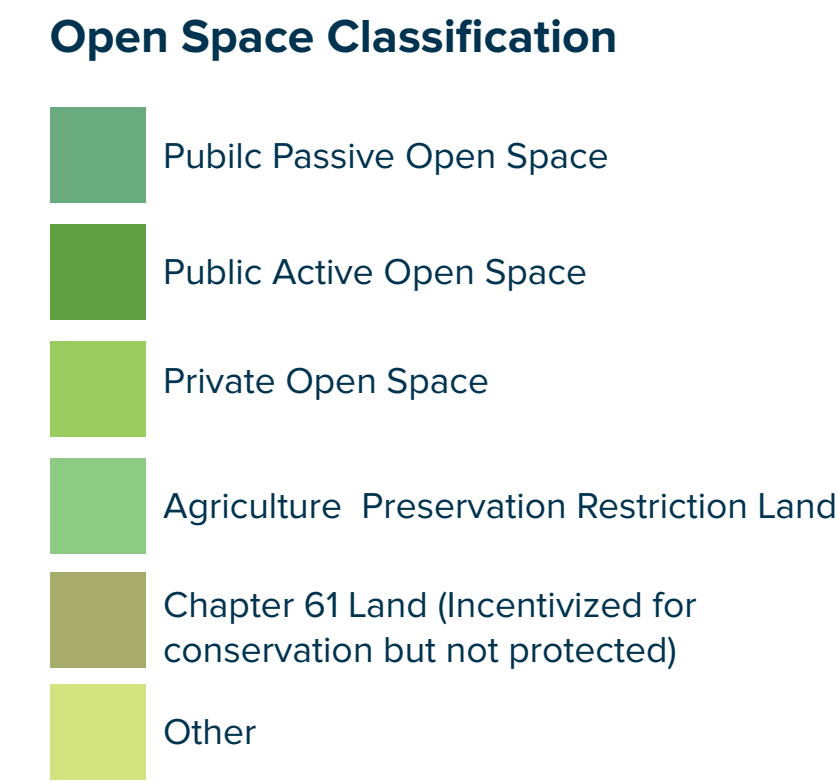 Open Space Classification
Pubilc Passive Open Space
Public Active Open Space
Private Open Space
Agriculture  Preservation Restriction Land
Chapter 61 Land (Incentivized for
conservation but not protected)
Other